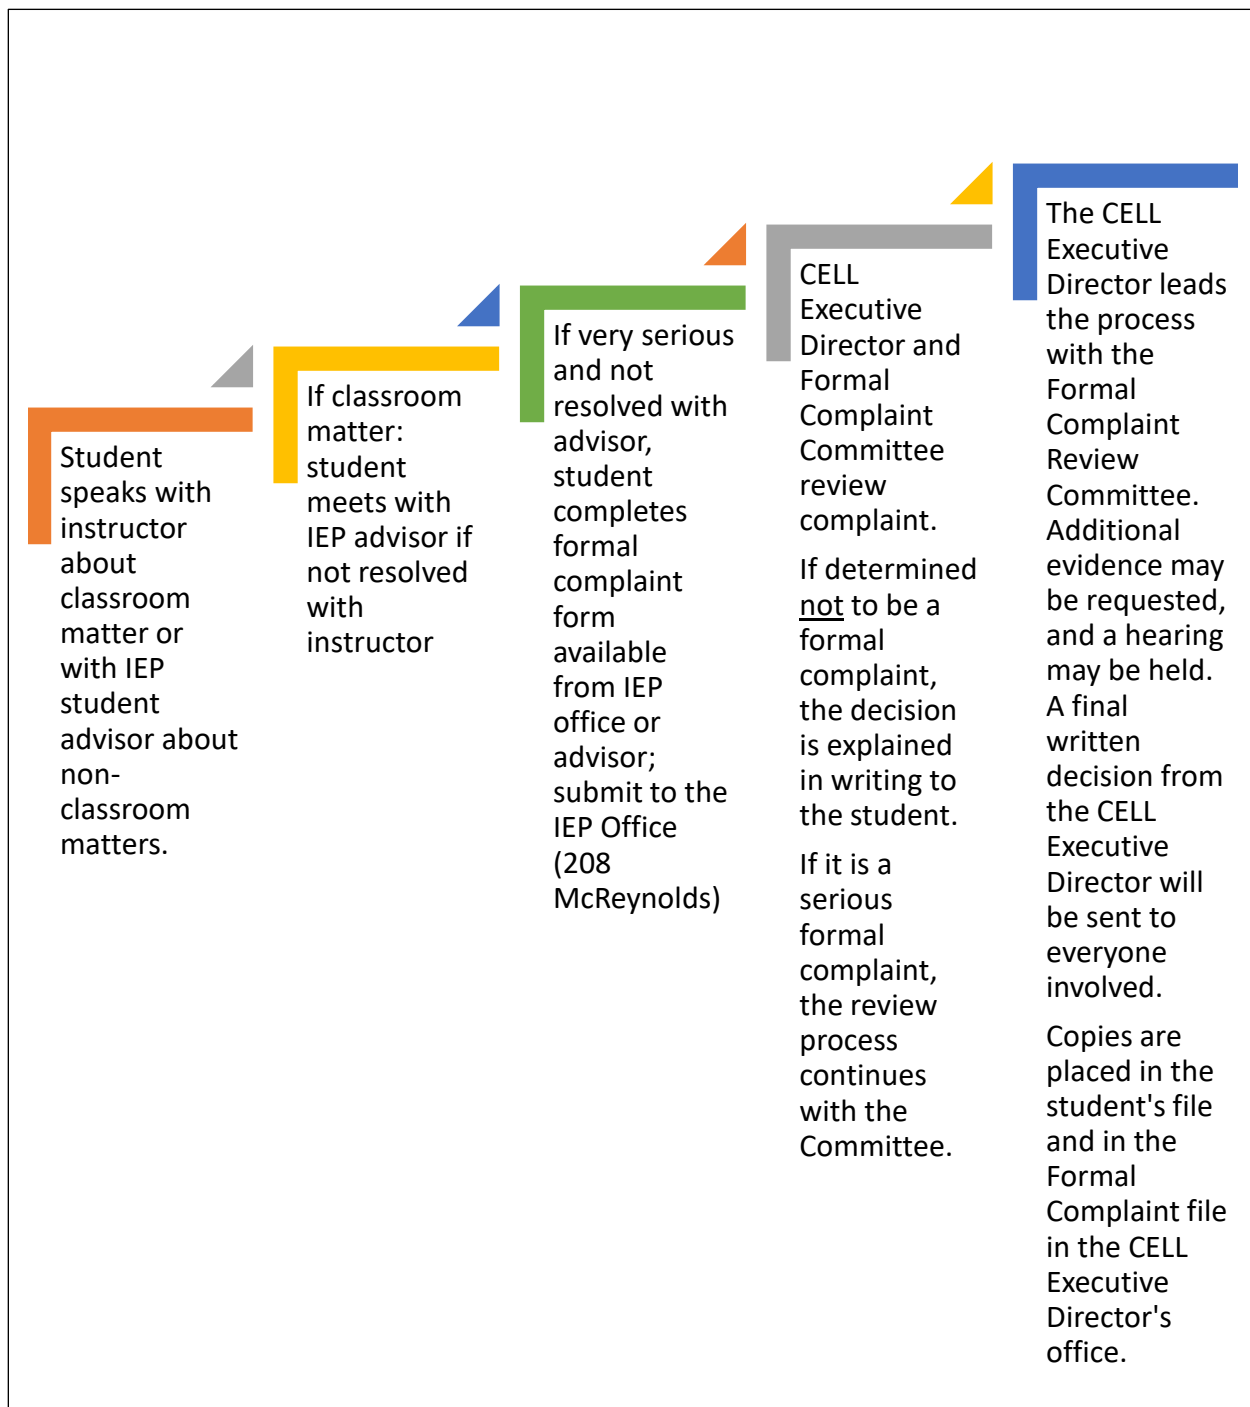 Student
speaks with
instructor
about
classroom
matter or
with IEP
student
advisor about
non-
classroom
matters.
If classroom
matter:
student
meets with
IEP advisor if
not resolved
with
instructor
If very serious
and not
resolved with
advisor,
student
completes
formal
complaint
form
available
from IEP
office or
advisor;
submit to the
IEP Office
(208
McReynolds)
CELL
Executive
Director and
Formal
Complaint
Committee
review
complaint.
If determined
not to be a
formal
complaint,
the decision
is explained
in writing to
the student.
If it is a
serious
formal
complaint,
the review
process
continues
with the
Committee.
The CELL
Executive
Director leads
the process
with the
Formal
Complaint
Review
Committee.
Additional
evidence may
be requested,
and a hearing
may be held.
A final
written
decision from
the CELL
Executive
Director will
be sent to
everyone
involved.
Copies are
placed in the
student's file
and in the
Formal
Complaint file
in the CELL
Executive
Director's
office.